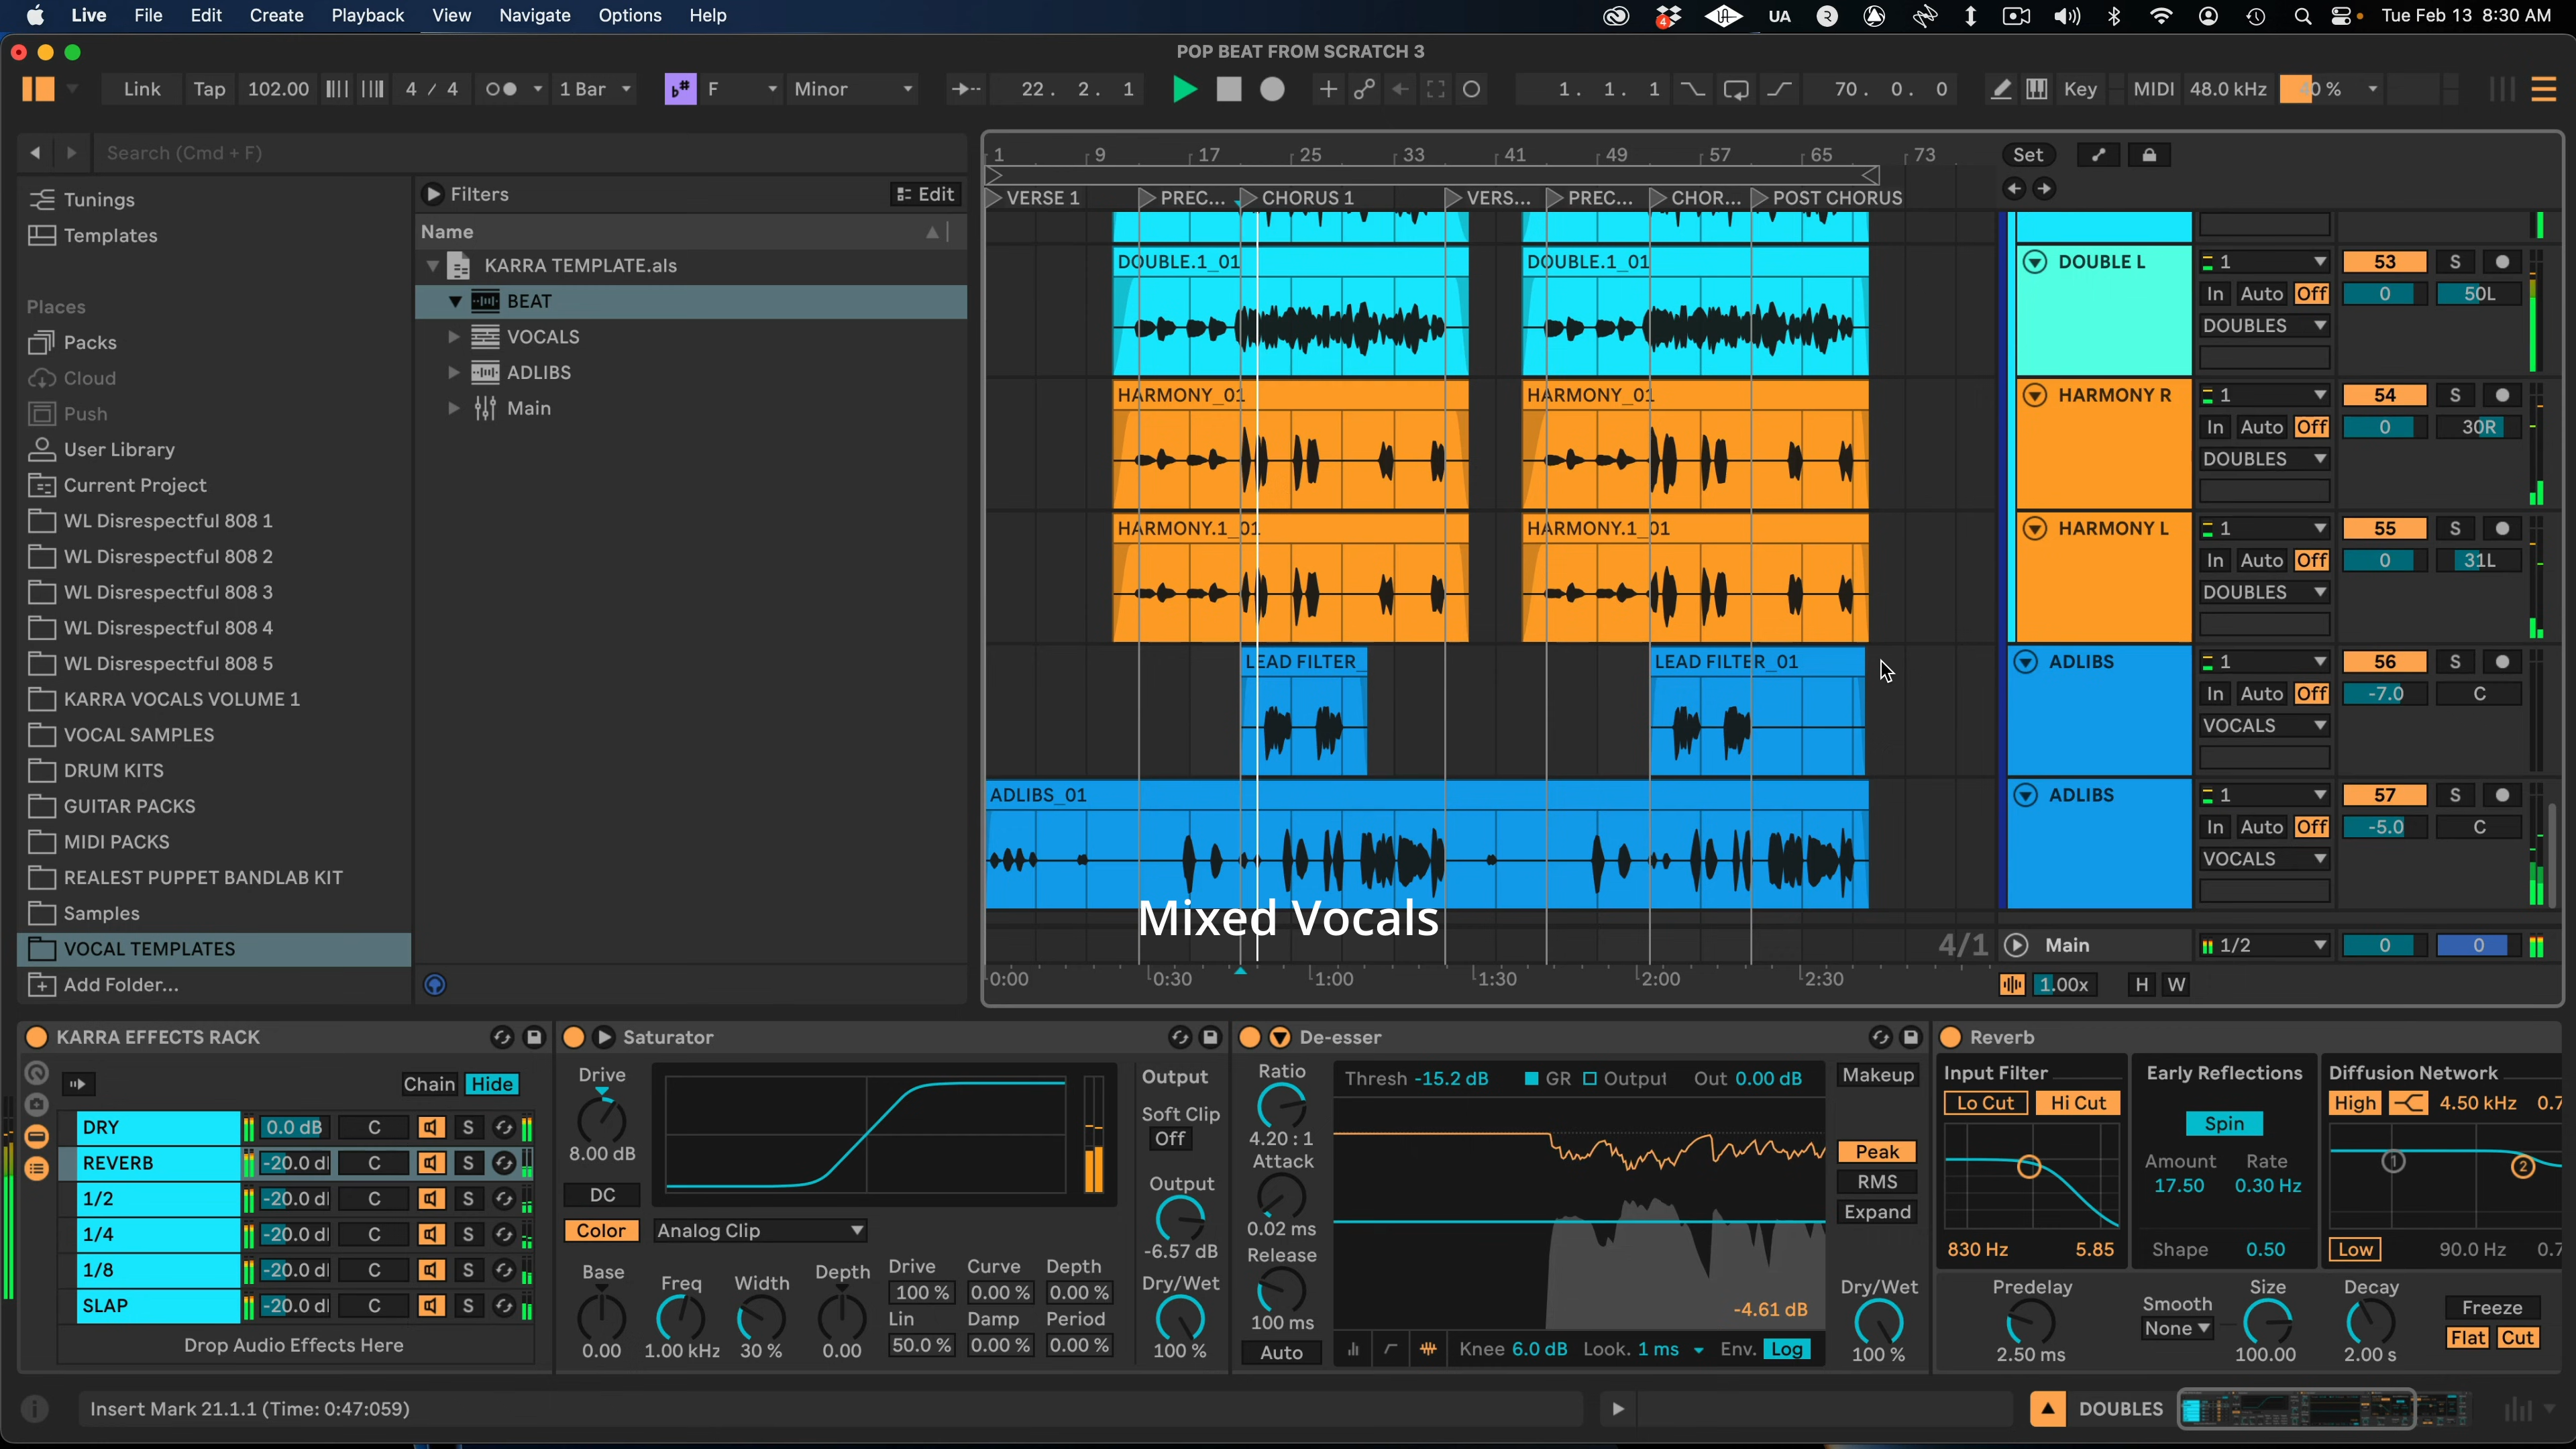 Live File Edit Create Playback View Navigate Options Help
4 UA Tue Feb 13 8:30 AM
POP BEAT FROM SCRATCH 3
Link Tap 102.00 4 / 4 1 Bar F Minor 22. 2. 1 1. 1. 1 70. 0. 0 Key MIDI 48.0 kHz
Search (Cmd + F)
Tunings
Templates
Places
Packs
Cloud
Push
User Library
Current Project
WL Disrespectful 808 1
WL Disrespectful 808 2
WL Disrespectful 808 3
WL Disrespectful 808 4
WL Disrespectful 808 5
KARRA VOCALS VOLUME 1
VOCAL SAMPLES
DRUM KITS
GUITAR PACKS
MIDI PACKS
REALEST PUPPET BANDLAB KIT
Samples
VOCAL TEMPLATES
Add Folder...
Filters Edit
Name
KARRA TEMPLATE.als
BEAT
VOCALS
ADLIBS
Main
1 9 17 25 33 41 49 57 65 73 Set
VERSE 1 PREC... CHORUS 1 VERS... PREC... CHOR... POST CHORUS
DOUBLE.1_01 DOUBLE.1_01 DOUBLE L 1 53 S
In Auto Off 0 50L
DOUBLES
HARMONY_01 HARMONY_01 HARMONY R 1 54 S
In Auto Off 0 30R
DOUBLES
HARMONY.1_01 HARMONY.1_01 HARMONY L 1 55 S
In Auto Off 0 31L
DOUBLES
LEAD FILTER LEAD FILTER_01 ADLIBS 1 56 S
In Auto Off -7.0 C
VOCALS
ADLIBS_01 ADLIBS 1 57 S
In Auto Off -5.0 C
VOCALS
Mixed Vocals
4/1 Main 1/2 0 0
0:00 0:30 1:00 1:30 2:00 2:30 1.00x H W
KARRA EFFECTS RACK
Chain Hide
DRY 0.0 dB C S
REVERB -20.0 C S
1/2 -20.0 C S
1/4 -20.0 C S
1/8 -20.0 C S
SLAP -20.0 C S
Drop Audio Effects Here
Saturator
Drive
8.00 dB
DC
Color Analog Clip
Base Freq Width Depth
0.00 1.00 kHz 30 % 0.00
Drive Curve Depth
100 % 0.00 % 0.00 %
Lin Damp Period
50.0 % 0.00 % 0.00 %
Output
Soft Clip
Off
Output
-6.57 dB
Dry/Wet
100 %
De-esser
Ratio
4.20 : 1
Attack
0.02 ms
Release
100 ms
Auto
Thresh -15.2 dB GR Output Out 0.00 dB
-4.61 dB
Knee 6.0 dB Look. 1 ms Env. Log
Makeup
Peak
RMS
Expand
Dry/Wet
100 %
Reverb
Input Filter
Lo Cut Hi Cut
830 Hz 5.85
Early Reflections
Spin
Amount Rate
17.50 0.30 Hz
Shape 0.50
Diffusion Network
High 4.50 kHz
1 2
Low 90.0 Hz
Predelay
2.50 ms
Smooth
None
Size
100.00
Decay
2.00 s
Freeze
Flat Cut
Insert Mark 21.1.1 (Time: 0:47:059)
DOUBLES